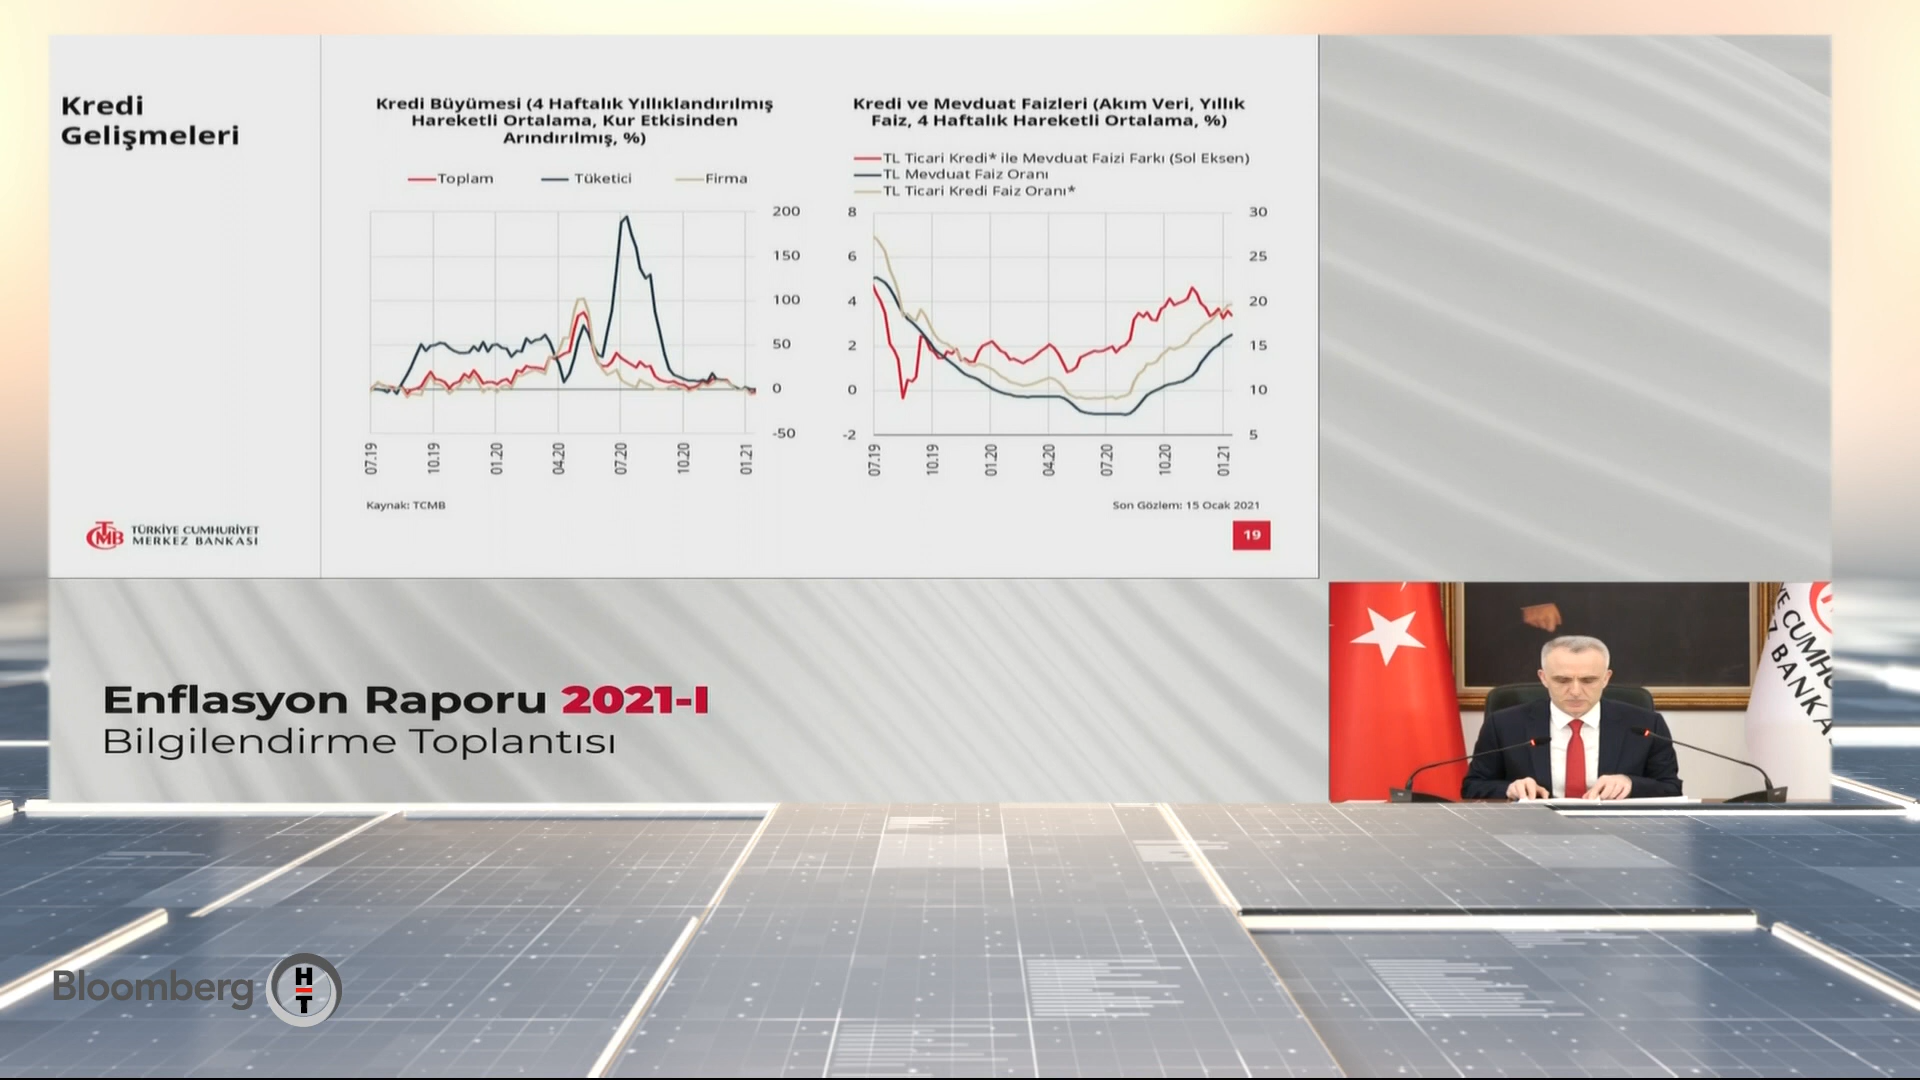 Kredi
Gelişmeleri
Kredi Büyümesi (4 Haftalık Yıllıklandırılmış
Hareketli Ortalama, Kur Etkisinden
Arındırılmış, %)
Toplam Tüketici Firma
200
150
100
50
0
-50
07.19 10.19 01.20 04.20 07.20 10.20 01.21
Kaynak: TCMB
Kredi ve Mevduat Faizleri (Akım Veri, Yıllık
Faiz, 4 Haftalık Hareketli Ortalama, %)
TL Ticari Kredi* ile Mevduat Faizi Farkı (Sol Eksen)
TL Mevduat Faiz Oranı
TL Ticari Kredi Faiz Oranı*
8 30
6 25
4 20
2 15
0 10
-2 5
07.19 10.19 01.20 04.20 07.20 10.20 01.21
Son Gözlem: 15 Ocak 2021
19
TCMB
TÜRKİYE CUMHURİYET
MERKEZ BANKASI
Enflasyon Raporu 2021-I
Bilgilendirme Toplantısı
Bloomberg HT